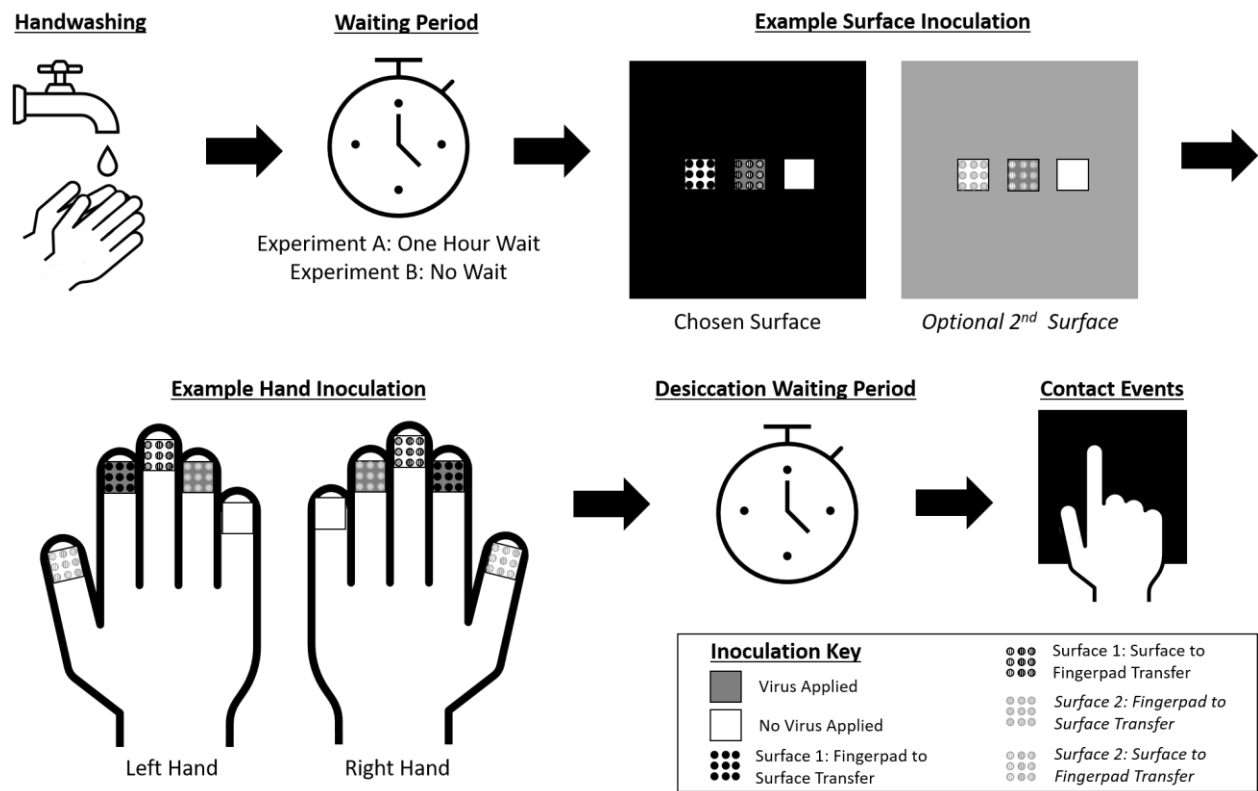 Handwashing
Waiting Period
Example Surface Inoculation
Experiment A: One Hour Wait
Experiment B: No Wait
Chosen Surface
Optional 2nd Surface
Example Hand Inoculation
Desiccation Waiting Period
Contact Events
Left Hand
Right Hand
Inoculation Key
Virus Applied
No Virus Applied
Surface 1: Fingerpad to
Surface Transfer
Surface 1: Surface to
Fingerpad Transfer
Surface 2: Fingerpad to
Surface Transfer
Surface 2: Surface to
Fingerpad Transfer